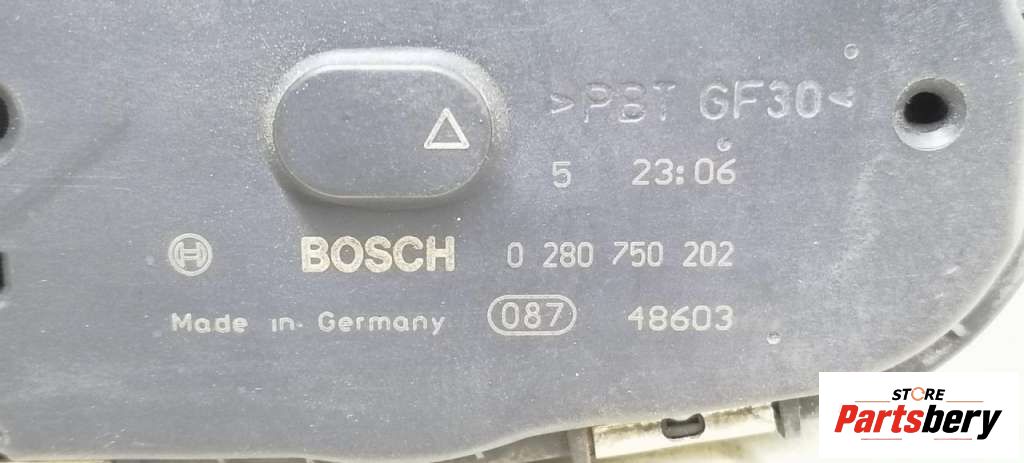 >PBT GF30<
5 23:06
BOSCH 0 280 750 202
Made in Germany 087 48603
STORE
Partsbery